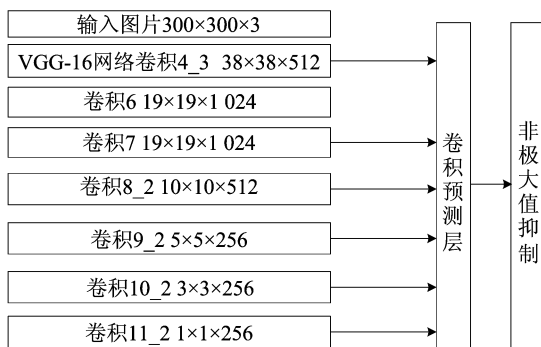 输入图片300×300×3
VGG-16网络卷积4_3 38×38×512
卷积6 19×19×1 024
卷积7 19×19×1 024
卷积8_2 10×10×512
卷积9_2 5×5×256
卷积10_2 3×3×256
卷积11_2 1×1×256
卷积预测层
非极大值抑制